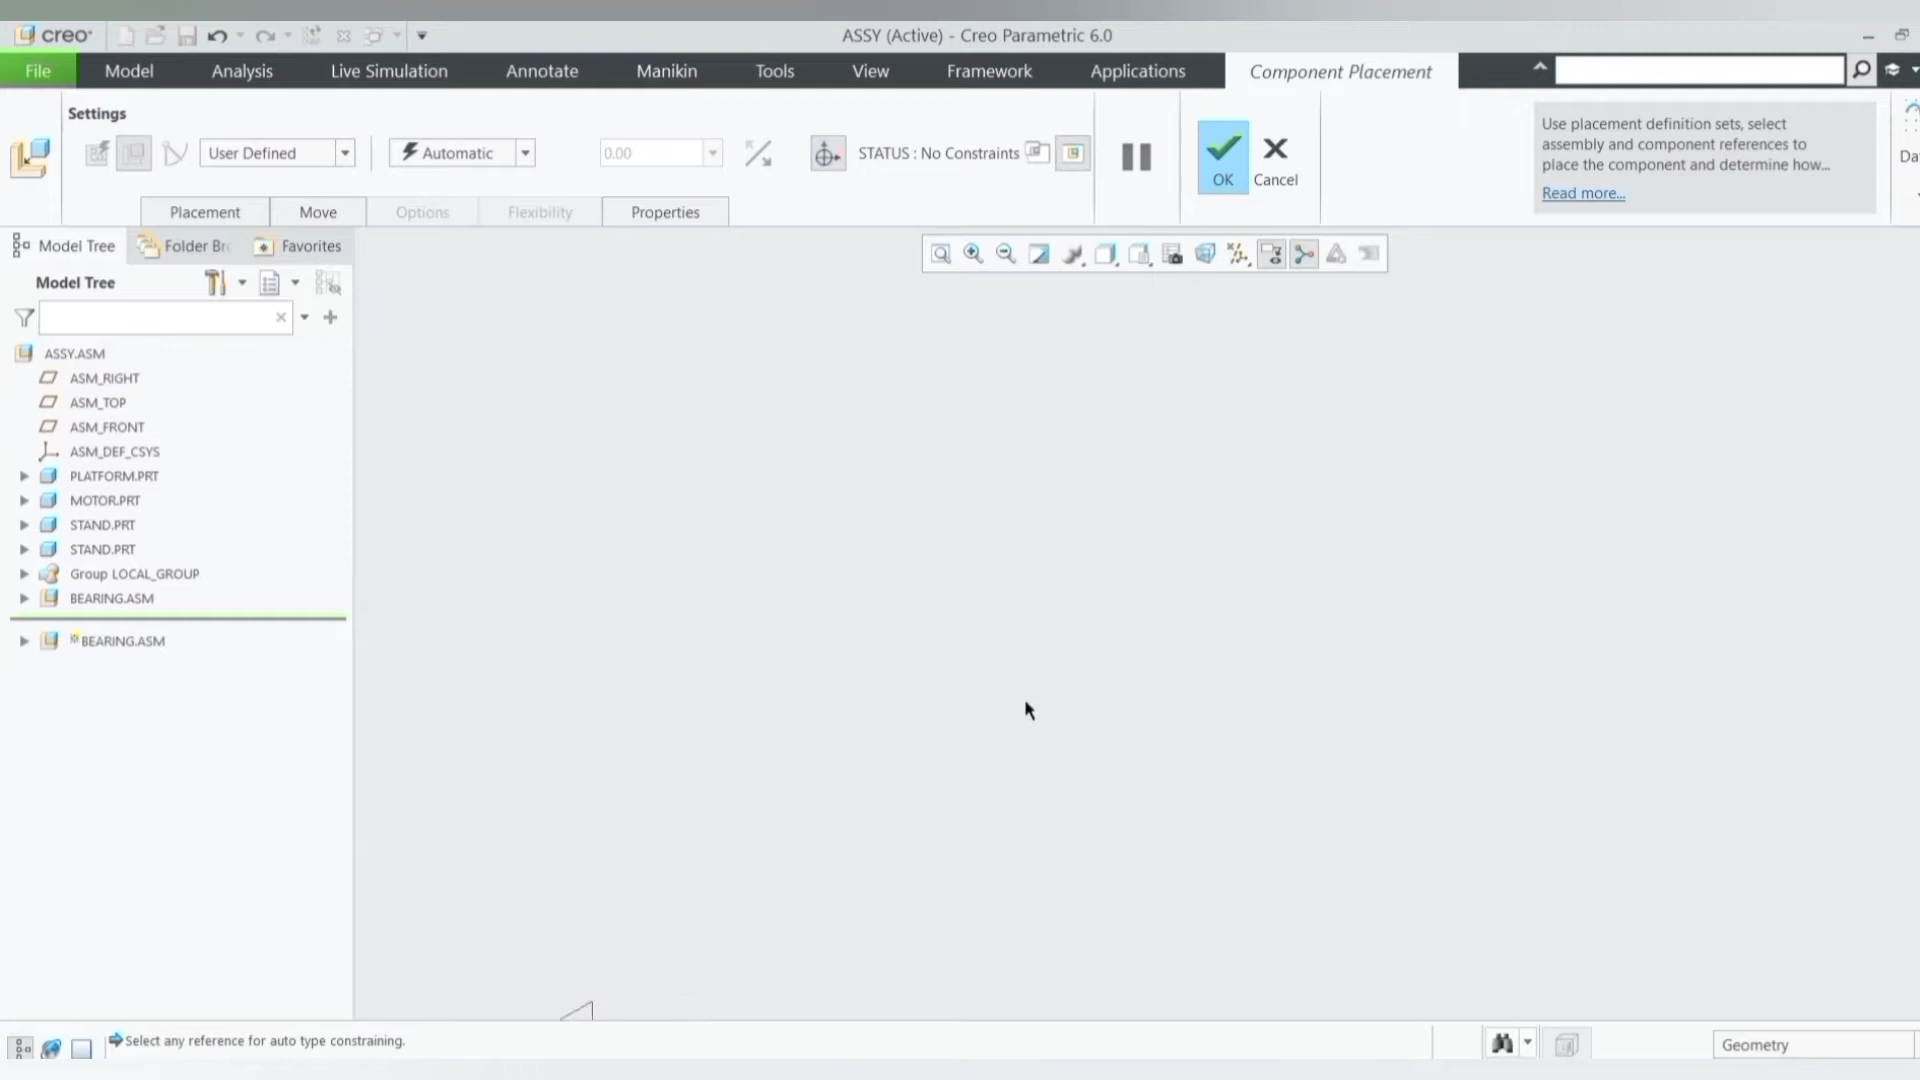 creo
ASSY (Active) - Creo Parametric 6.0
File
Model
Analysis
Live Simulation
Annotate
Manikin
Tools
View
Framework
Applications
Component Placement
Settings
User Defined
Automatic
0.00
STATUS : No Constraints
OK
Cancel
Use placement definition sets, select
assembly and component references to
place the component and determine how...
Read more...
Placement
Move
Options
Flexibility
Properties
Model Tree
Folder Br
Favorites
Model Tree
ASSY.ASM
ASM_RIGHT
ASM_TOP
ASM_FRONT
ASM_DEF_CSYS
PLATFORM.PRT
MOTOR.PRT
STAND.PRT
STAND.PRT
Group LOCAL_GROUP
BEARING.ASM
BEARING.ASM
Select any reference for auto type constraining.
Geometry